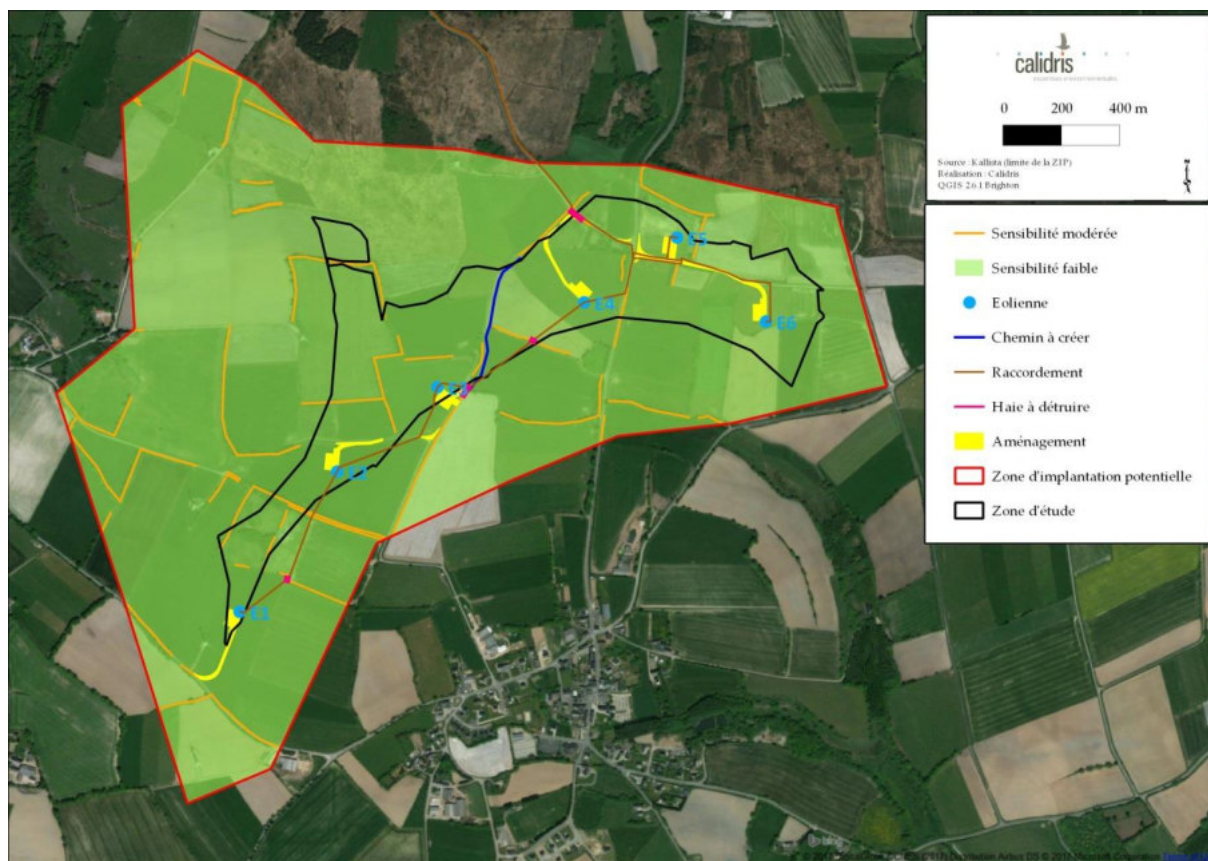 calidris
0 200 400 m
Source : Kallista (limite de la ZIP)
Réalisation : Calidris
QGIS 2.6.1 Brighton
N
Sensibilité modérée
Sensibilité faible
Eolienne
Chemin à créer
Raccordement
Haie à détruire
Aménagement
Zone d'implantation potentielle
Zone d'étude
E5
E4
E6
E3
E2
E1